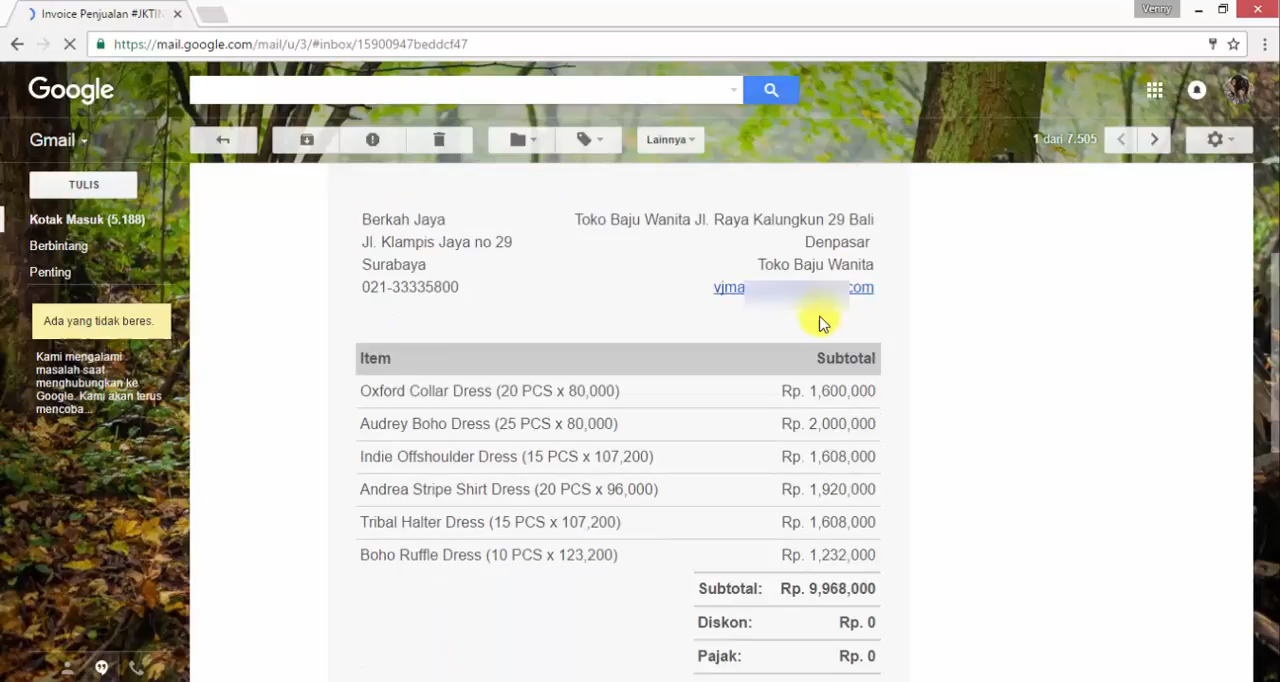 Invoice Penjualan #JKTIN
Venny
https://mail.google.com/mail/u/3/#inbox/15900947beddcf47
Google
Gmail
Lainnya
1 dari 7.505
TULIS
Kotak Masuk (5.188)
Berbintang
Penting
Ada yang tidak beres.
Kami mengalami
masalah saat
menghubungkan ke
Google. Kami akan terus
mencoba...
Berkah Jaya
Jl. Klampis Jaya no 29
Surabaya
021-33335800
Toko Baju Wanita Jl. Raya Kalungkun 29 Bali
Denpasar
Toko Baju Wanita
vjma com
Item Subtotal
Oxford Collar Dress (20 PCS x 80,000) Rp. 1,600,000
Audrey Boho Dress (25 PCS x 80,000) Rp. 2,000,000
Indie Offshoulder Dress (15 PCS x 107,200) Rp. 1,608,000
Andrea Stripe Shirt Dress (20 PCS x 96,000) Rp. 1,920,000
Tribal Halter Dress (15 PCS x 107,200) Rp. 1,608,000
Boho Ruffle Dress (10 PCS x 123,200) Rp. 1,232,000
Subtotal: Rp. 9,968,000
Diskon: Rp. 0
Pajak: Rp. 0